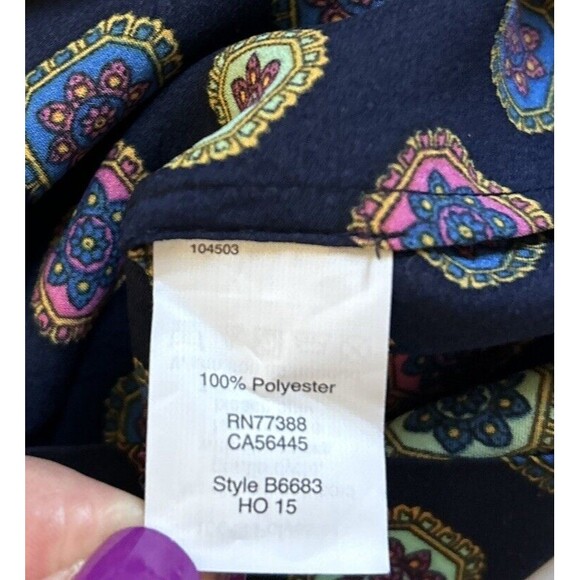 104503
100% Polyester
RN77388
CA56445
Style B6683
HO 15